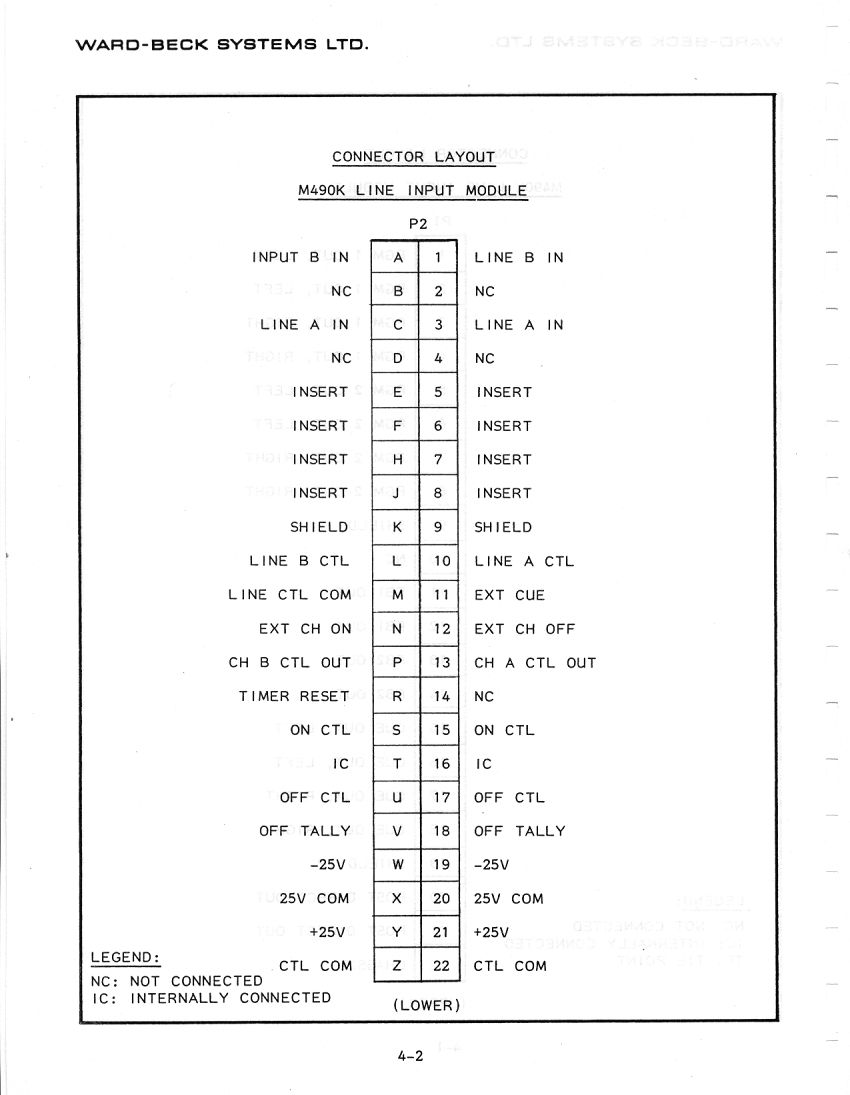 WARD-BECK SYSTEMS LTD.
CONNECTOR LAYOUT
M490K LINE INPUT MODULE
P2
INPUT B IN A 1 LINE B IN
NC B 2 NC
LINE A IN C 3 LINE A IN
NC D 4 NC
INSERT E 5 INSERT
INSERT F 6 INSERT
INSERT H 7 INSERT
INSERT J 8 INSERT
SHIELD K 9 SHIELD
LINE B CTL L 10 LINE A CTL
LINE CTL COM M 11 EXT CUE
EXT CH ON N 12 EXT CH OFF
CH B CTL OUT P 13 CH A CTL OUT
TIMER RESET R 14 NC
ON CTL S 15 ON CTL
IC T 16 IC
OFF CTL U 17 OFF CTL
OFF TALLY V 18 OFF TALLY
-25V W 19 -25V
25V COM X 20 25V COM
+25V Y 21 +25V
CTL COM Z 22 CTL COM
(LOWER)
LEGEND:
NC: NOT CONNECTED
IC: INTERNALLY CONNECTED
4-2